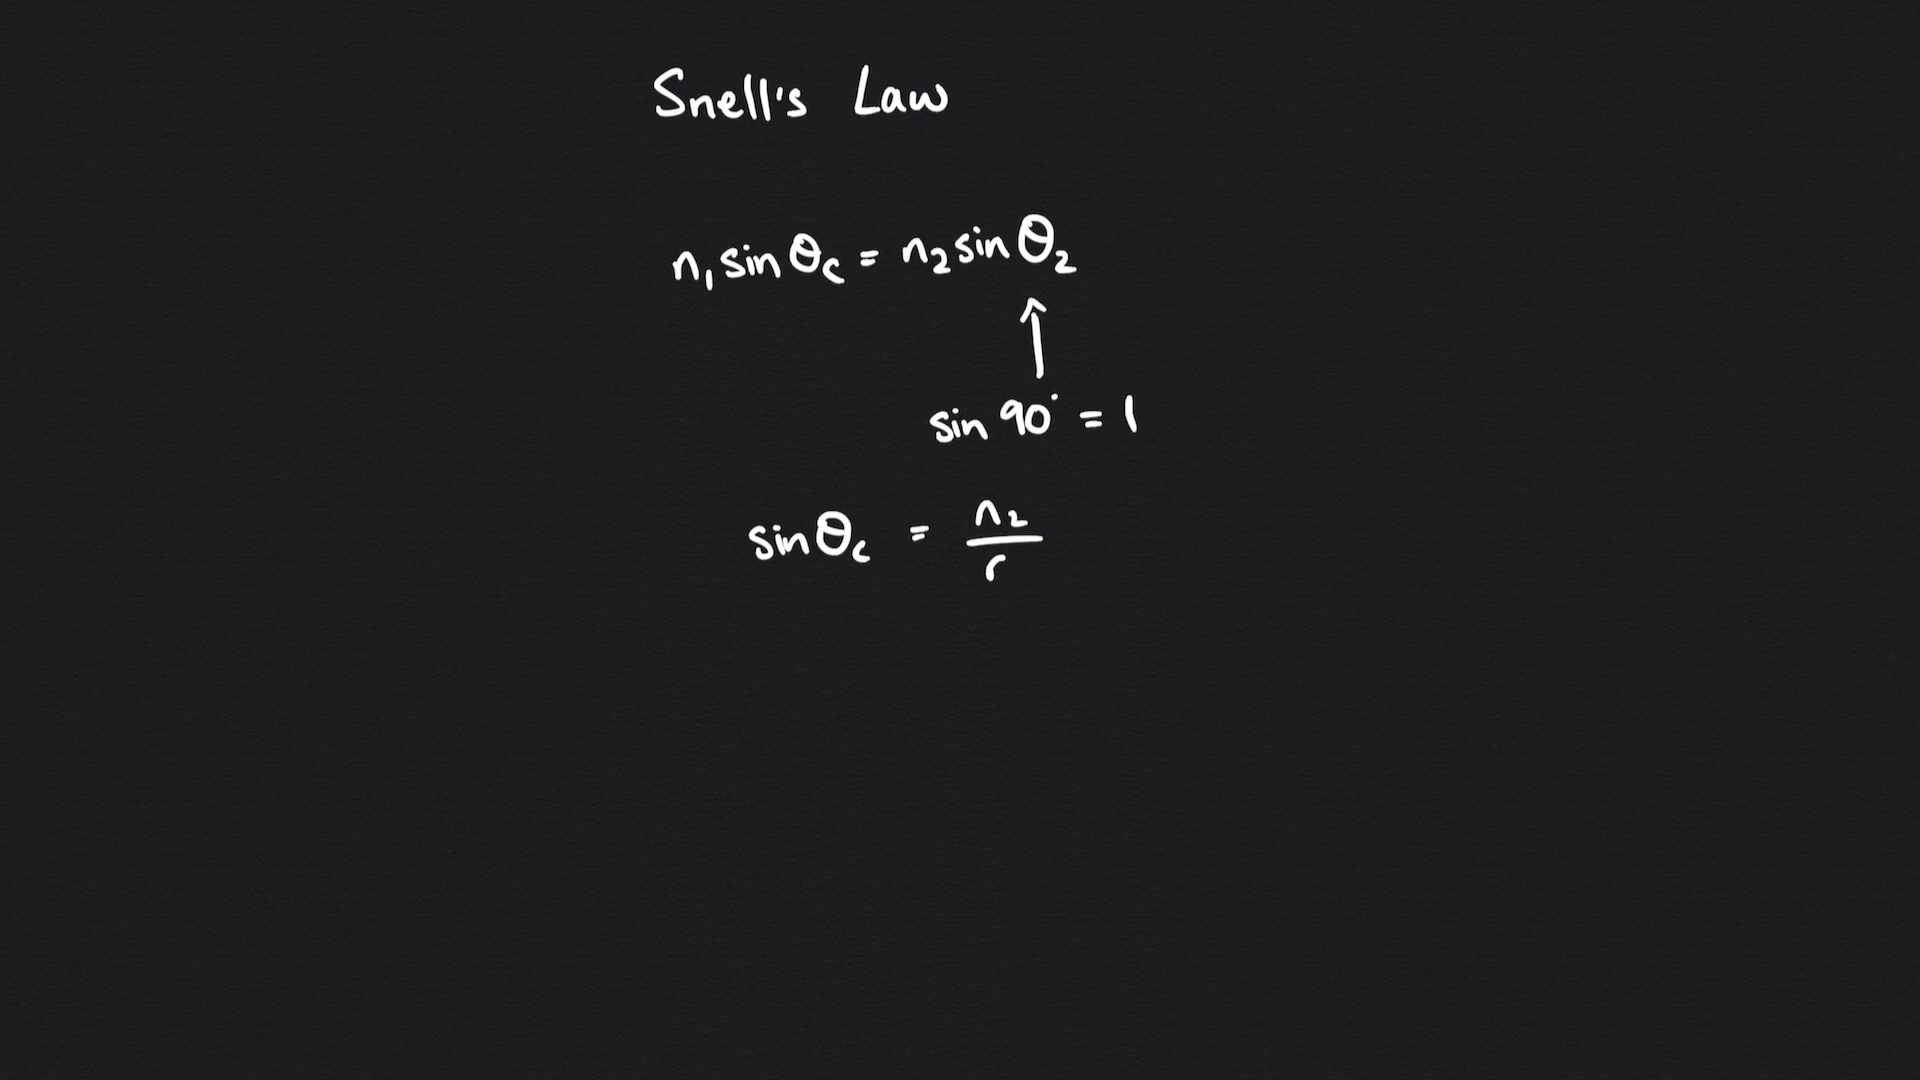 Snell's Law
n₁ sin θc = n₂ sin θ₂
↑
sin 90° = 1
sin θc = n₂ / r